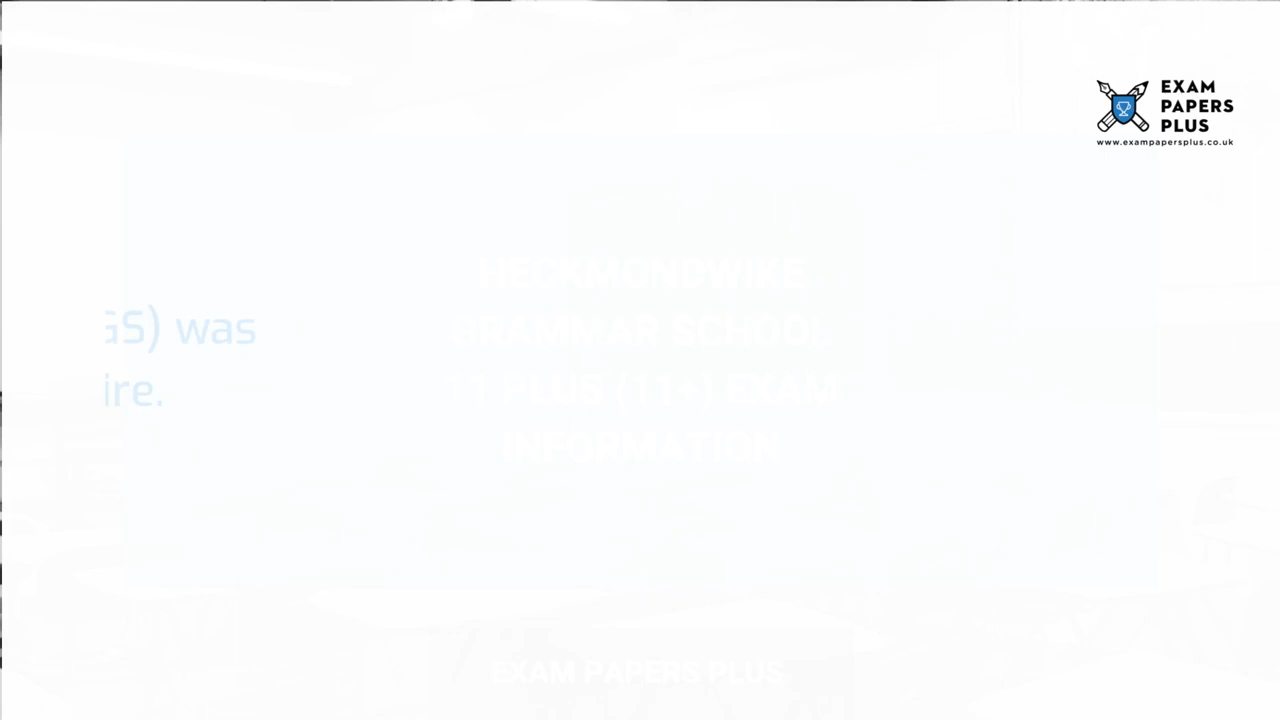 EXAM
PAPERS
PLUS
www.exampapersplus.co.uk
HECKMONDWIKE
GRAMMAR SCHOOL
11 PLUS (11+) EXAM
INFORMATION
GS) was
ire.
EXAM PAPERS PLUS